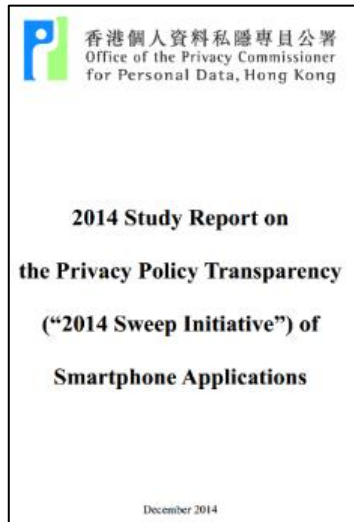 香港個人資料私隱專員公署
Office of the Privacy Commissioner
for Personal Data, Hong Kong
2014 Study Report on
the Privacy Policy Transparency
(“2014 Sweep Initiative”) of
Smartphone Applications
December 2014